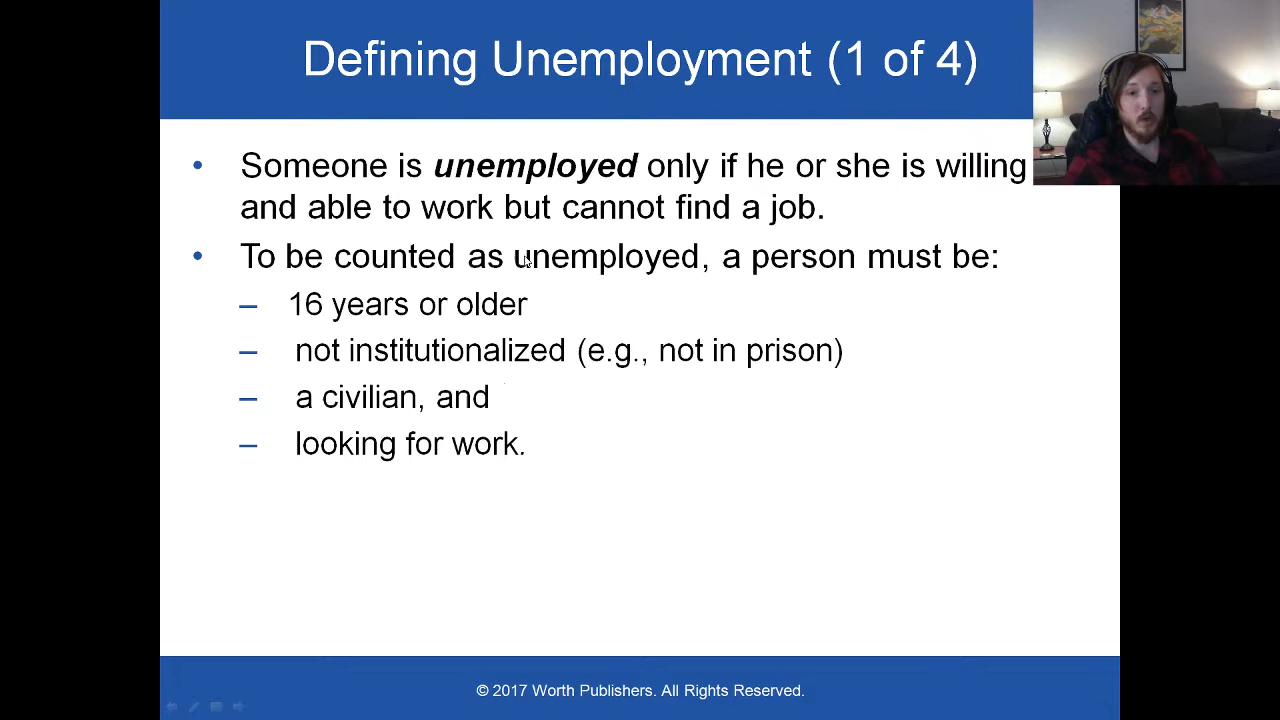 Defining Unemployment (1 of 4)
• Someone is unemployed only if he or she is willing
and able to work but cannot find a job.
• To be counted as unemployed, a person must be:
– 16 years or older
– not institutionalized (e.g., not in prison)
– a civilian, and
– looking for work.
© 2017 Worth Publishers. All Rights Reserved.